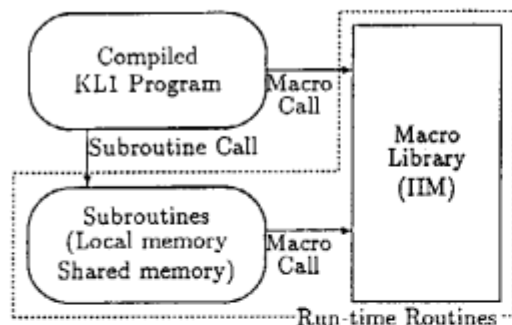 Compiled
KL1 Program
Macro
Call
Subroutine Call
Macro
Library
(IIM)
Subroutines
(Local memory
Shared memory)
Macro
Call
Run-time Routines